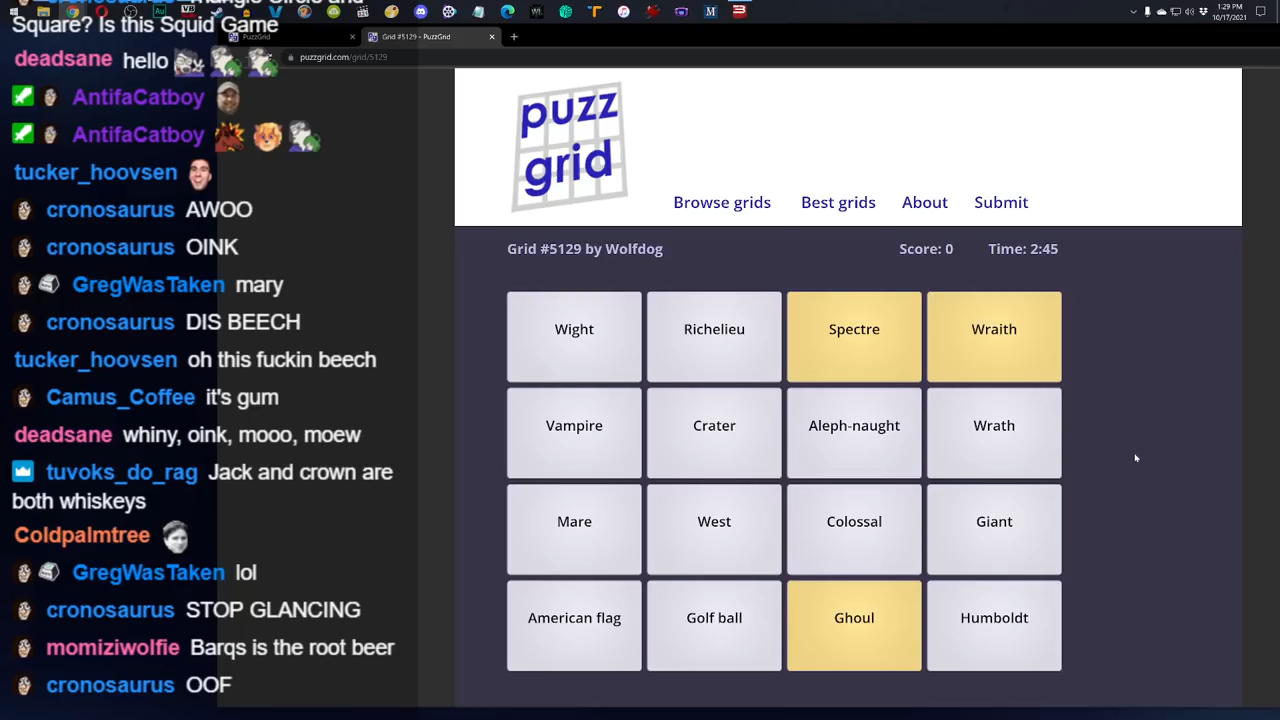 1:29 PM
10/17/2021
Square? Is this Squid Game
deadsane hello
AntifaCatboy
AntifaCatboy
tucker_hoovsen
cronosaurus AWOO
cronosaurus OINK
GregWasTaken mary
cronosaurus DIS BEECH
tucker_hoovsen oh this fuckin beech
Camus_Coffee it's gum
deadsane whiny, oink, mooo, moew
tuvoks_do_rag Jack and crown are
both whiskeys
Coldpalmtree
GregWasTaken lol
cronosaurus STOP GLANCING
momiziwolfie Barqs is the root beer
cronosaurus OOF
PuzzGrid
Grid #5129 - PuzzGrid
puzzgrid.com/grid/5129
puzz
grid
Browse grids Best grids About Submit
Grid #5129 by Wolfdog Score: 0 Time: 2:45
Wight Richelieu Spectre Wraith
Vampire Crater Aleph-naught Wrath
Mare West Colossal Giant
American flag Golf ball Ghoul Humboldt